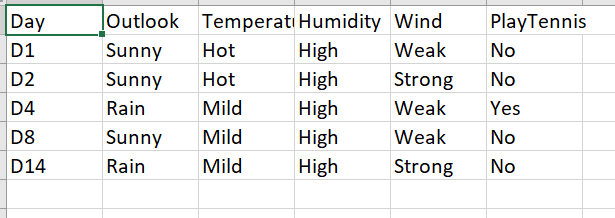 Day Outlook Temperatu Humidity Wind PlayTennis
D1 Sunny Hot High Weak No
D2 Sunny Hot High Strong No
D4 Rain Mild High Weak Yes
D8 Sunny Mild High Weak No
D14 Rain Mild High Strong No